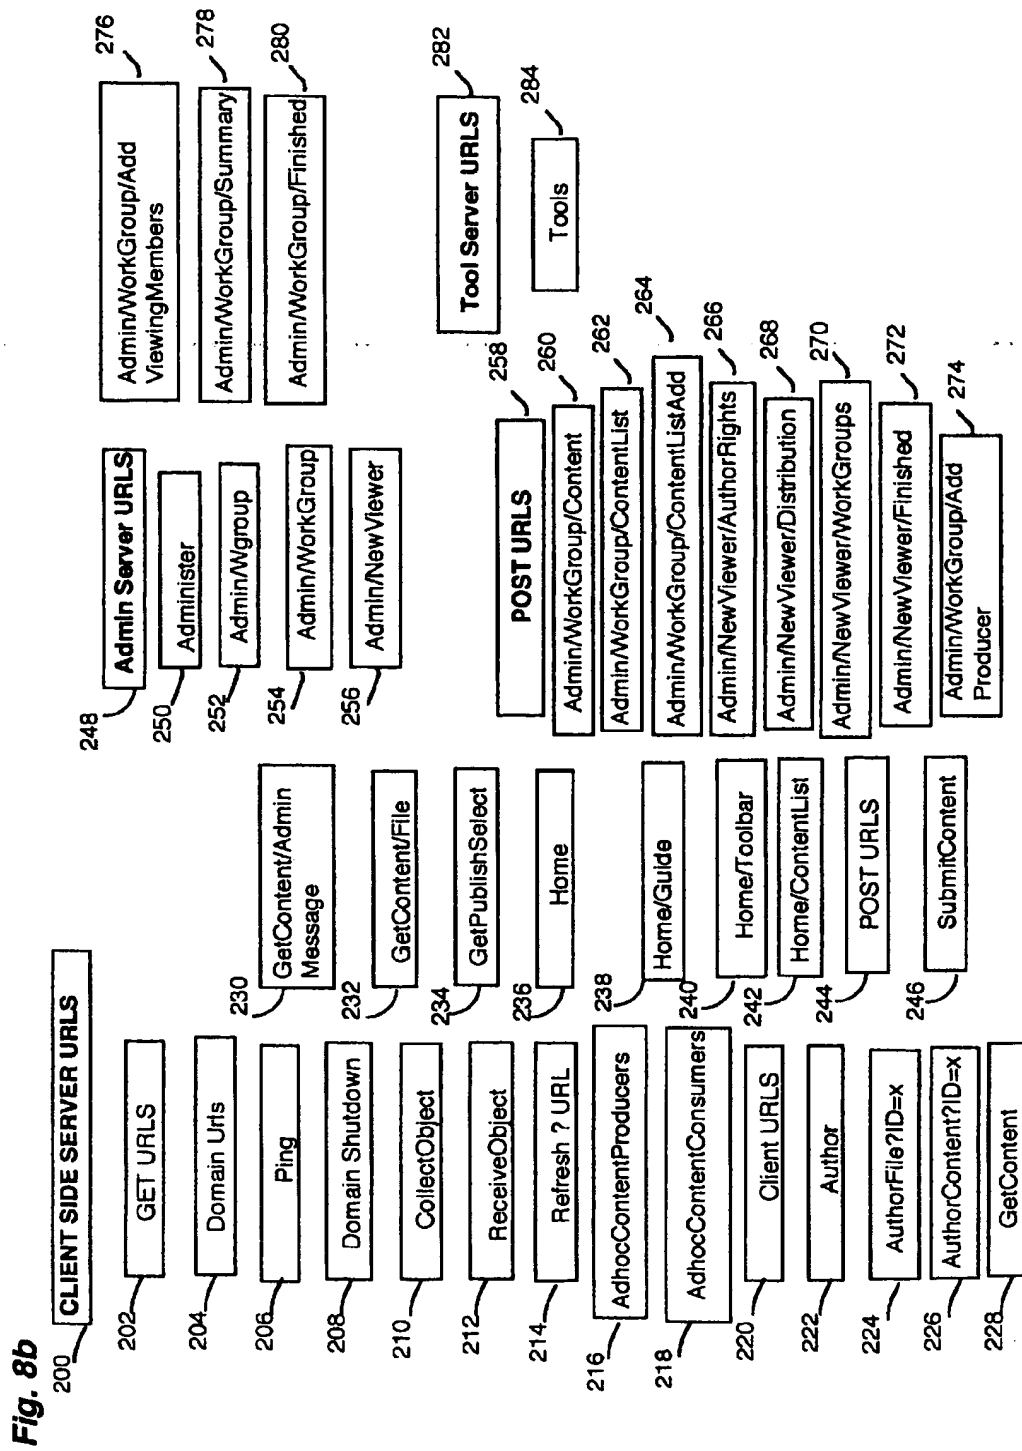 Fig. 8b
200
CLIENT SIDE SERVER URLS
202
GET URLS
204
Domain Urls
206
Ping
208
Domain Shutdown
210
CollectObject
212
ReceiveObject
214
Refresh ? URL
216
AdhocContentProducers
218
AdhocContentConsumers
220
Client URLS
222
Author
224
AuthorFile?ID=x
226
AuthorContent?ID=x
228
GetContent
230
GetContent/Admin
Message
232
GetContent/File
234
GetPublishSelect
236
Home
238
Home/Guide
240
Home/Toolbar
242
Home/ContentList
244
POST URLS
246
SubmitContent
248
Admin Server URLS
250
Administer
252
Admin/Wgroup
254
Admin/WorkGroup
256
Admin/NewViewer
258
POST URLS
260
Admin/WorkGroup/Content
262
Admin/WorkGroup/ContentList
264
Admin/WorkGroup/ContentListAdd
266
Admin/NewViewer/AuthorRights
268
Admin/NewViewer/Distribution
270
Admin/NewViewer/WorkGroups
272
Admin/NewViewer/Finished
274
Admin/WorkGroup/Add
Producer
276
Admin/WorkGroup/Add
ViewingMembers
278
Admin/WorkGroup/Summary
280
Admin/WorkGroup/Finished
282
Tool Server URLS
284
Tools